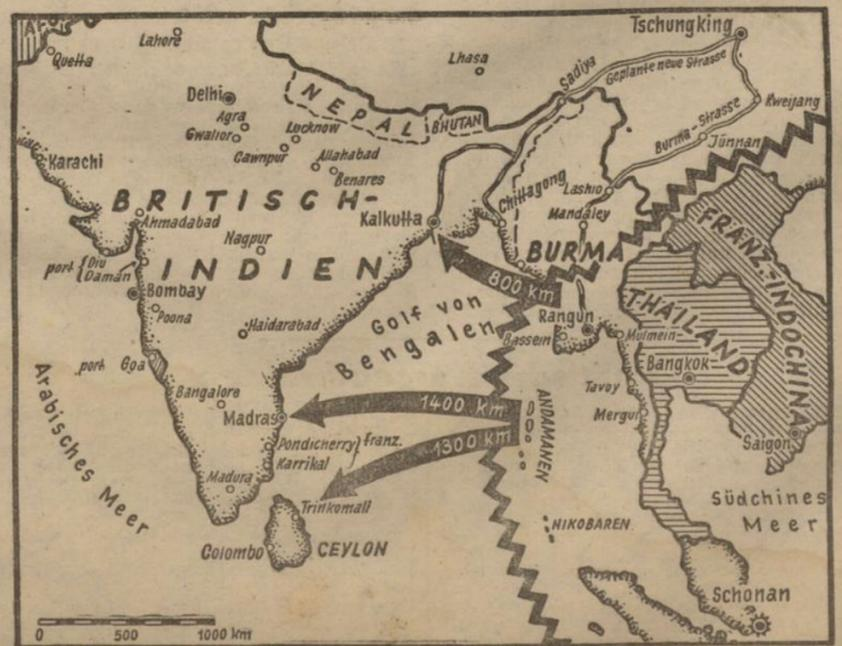 Tschungking
Lahore
Quetta
Lhasa
Sadiya
Geplante neue Strasse
Delhi
NEPAL
BHUTAN
Kweijang
Agra
Gwalior
Lucknow
Cawnpur
Burma-Strasse
Jünnan
Allahabad
Benares
Karachi
Lashio
Chittagong
Mandaley
BRITISCH-
INDIEN
Ahmadabad
Kalkutta
Nagpur
BURMA
FRANZ.-INDOCHINA
port. { Diu
Daman
800 km
THAILAND
Bombay
Golf von
Bengalen
Poona
Haidarabad
Rangun
Bassein
Mulmein
port. Goa
Bangkok
Arabisches Meer
Bangalore
Madras
1400 km
ANDAMANEN
Tavoy
Mergui
Pondicherry } Franz.
Karrikal
1300 km
Saigon
Madura
Trinkomali
Südchines
Meer
NIKOBAREN
Colombo
CEYLON
Schonan
0 500 1000 km